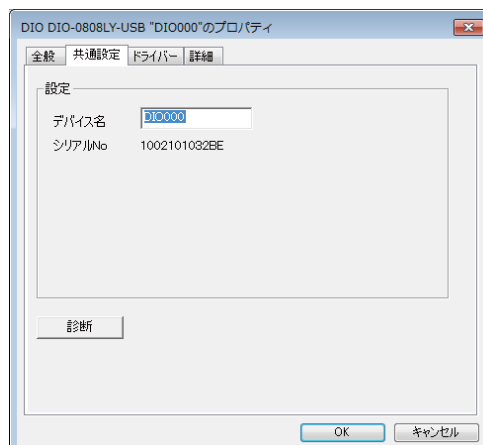 DIO DIO-0808LY-USB "DIO000"のプロパティ
全般 共通設定 ドライバー 詳細
設定
デバイス名 DIO000
シリアルNo 1002101032BE
診断
OK キャンセル